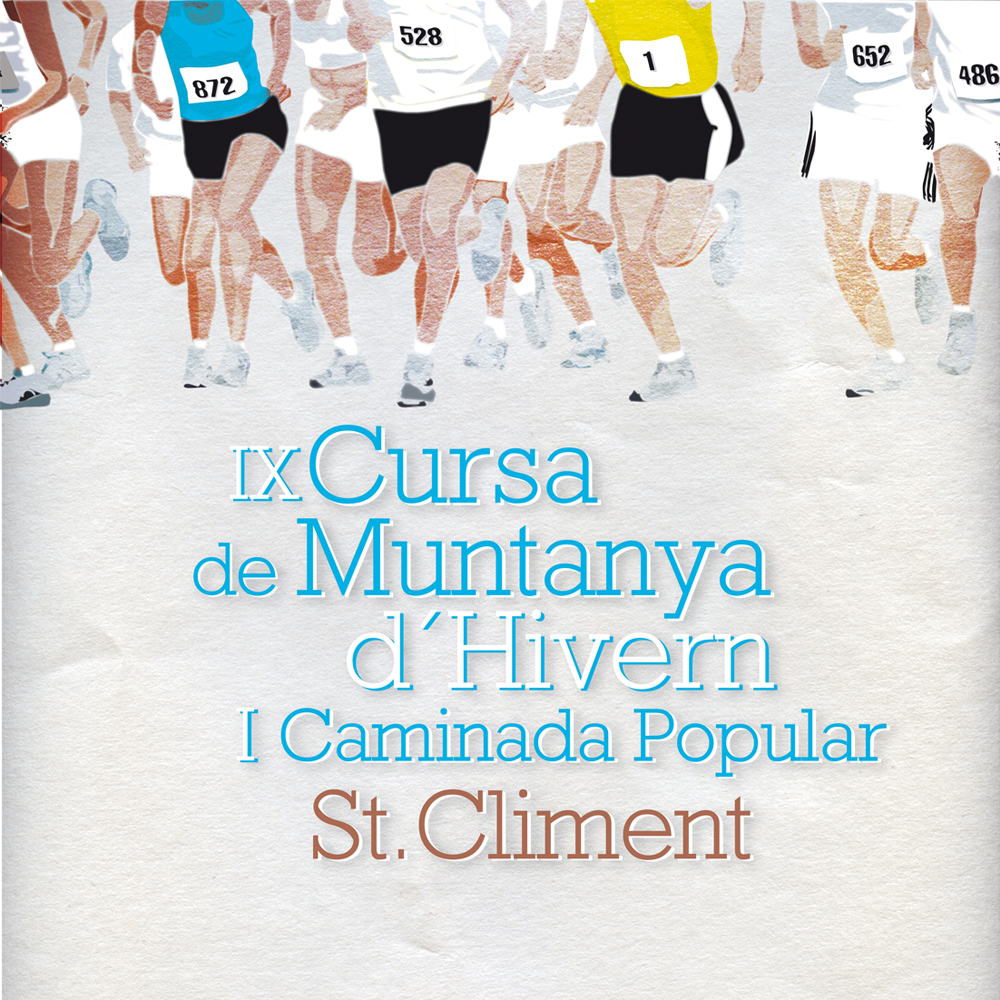 872
528
1
652
486
IX Cursa
de Muntanya
d´Hivern
I Caminada Popular
St. Climent